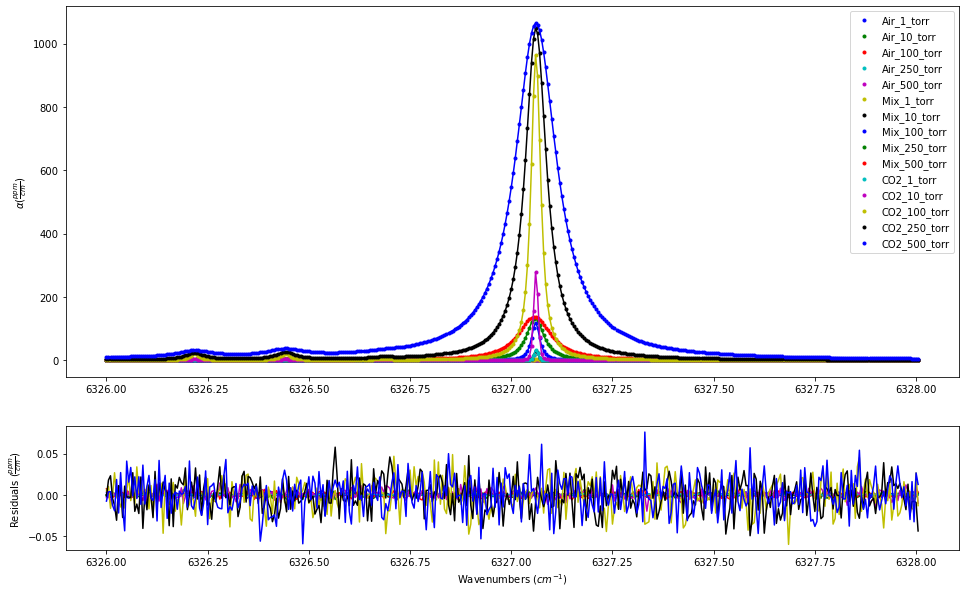 1000
800
600
400
200
0
α(ppm/cm)
Air_1_torr
Air_10_torr
Air_100_torr
Air_250_torr
Air_500_torr
Mix_1_torr
Mix_10_torr
Mix_100_torr
Mix_250_torr
Mix_500_torr
CO2_1_torr
CO2_10_torr
CO2_100_torr
CO2_250_torr
CO2_500_torr
6326.00 6326.25 6326.50 6326.75 6327.00 6327.25 6327.50 6327.75 6328.00
0.05
0.00
−0.05
Residuals (ppm/cm)
6326.00 6326.25 6326.50 6326.75 6327.00 6327.25 6327.50 6327.75 6328.00
Wavenumbers (cm⁻¹)